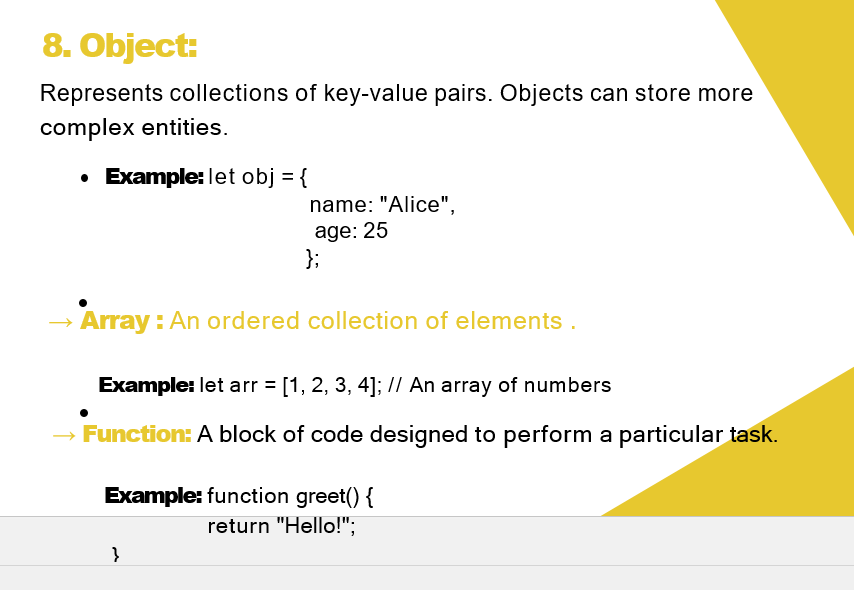 8. Object:
Represents collections of key-value pairs. Objects can store more
complex entities.
• Example: let obj = {
name: "Alice",
age: 25
};
•
→ Array : An ordered collection of elements .
Example: let arr = [1, 2, 3, 4]; // An array of numbers
•
→ Function: A block of code designed to perform a particular task.
Example: function greet() {
return "Hello!";
}